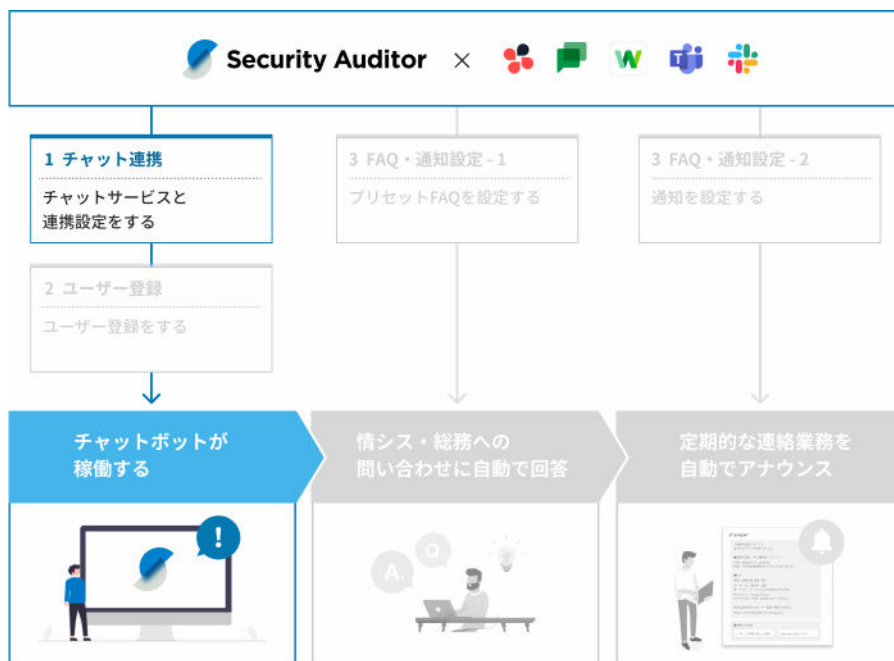 Security Auditor ×
1 チャット連携
チャットサービスと
連携設定をする
2 ユーザー登録
ユーザー登録をする
3 FAQ・通知設定 - 1
プリセットFAQを設定する
3 FAQ・通知設定 - 2
通知を設定する
チャットボットが
稼働する
情シス・総務への
問い合わせに自動で回答
定期的な連絡業務を
自動でアナウンス
!
A.
Q